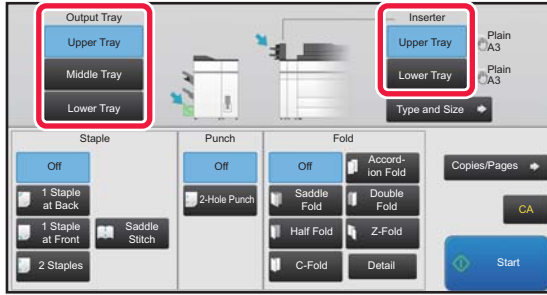 Output Tray
Upper Tray
Middle Tray
Lower Tray
Inserter
Upper Tray
Plain
A3
Lower Tray
Plain
A3
Type and Size
Staple
Off
1 Staple
at Back
1 Staple
at Front
Saddle
Stitch
2 Staples
Punch
Off
2-Hole Punch
Fold
Off
Accord-
ion Fold
Saddle
Fold
Double
Fold
Half Fold
Z-Fold
C-Fold
Detail
Copies/Pages
CA
Start